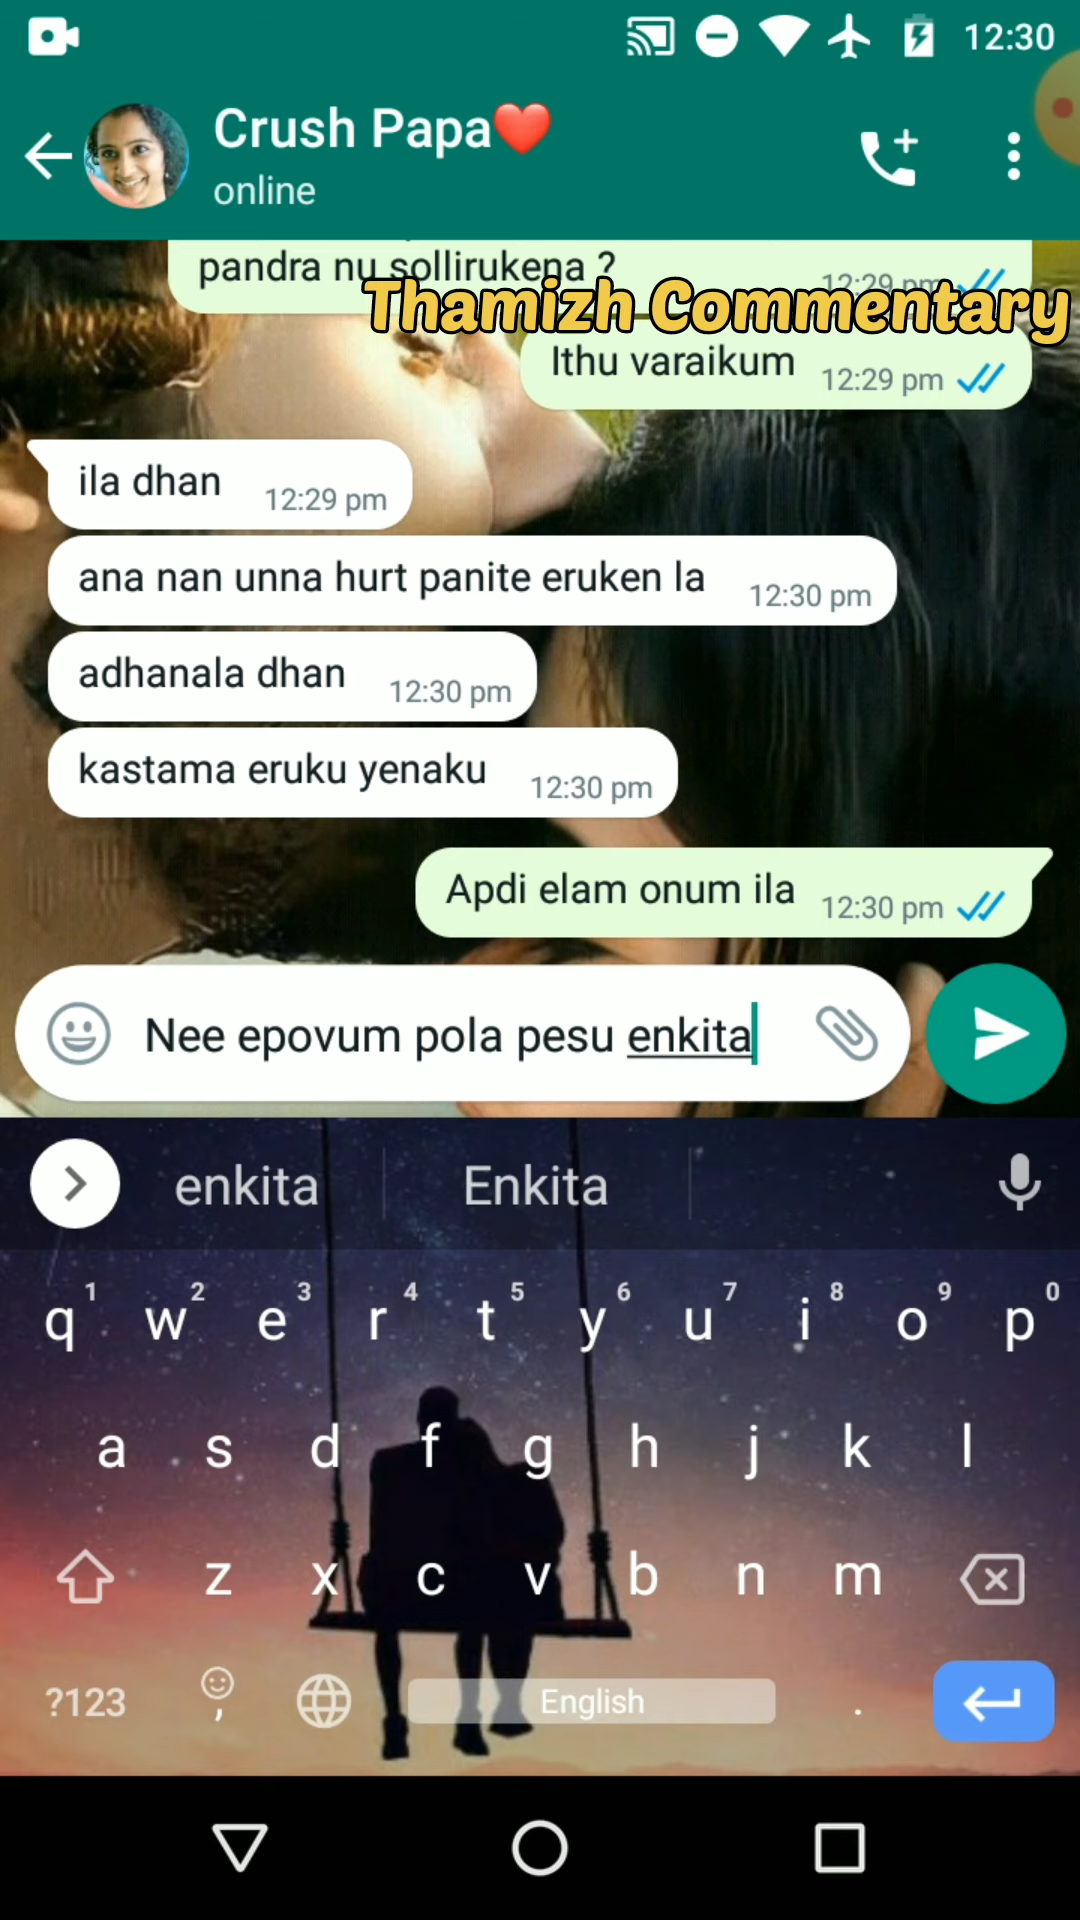 12:30
Crush Papa❤️
online
pandra nu sollirukena ?
12:29 pm
Thamizh Commentary
Ithu varaikum 12:29 pm
ila dhan 12:29 pm
ana nan unna hurt panite eruken la 12:30 pm
adhanala dhan 12:30 pm
kastama eruku yenaku 12:30 pm
Apdi elam onum ila 12:30 pm
Nee epovum pola pesu enkita
enkita Enkita
1 2 3 4 5 6 7 8 9 0
q w e r t y u i o p
a s d f g h j k l
z x c v b n m
?123 , English .